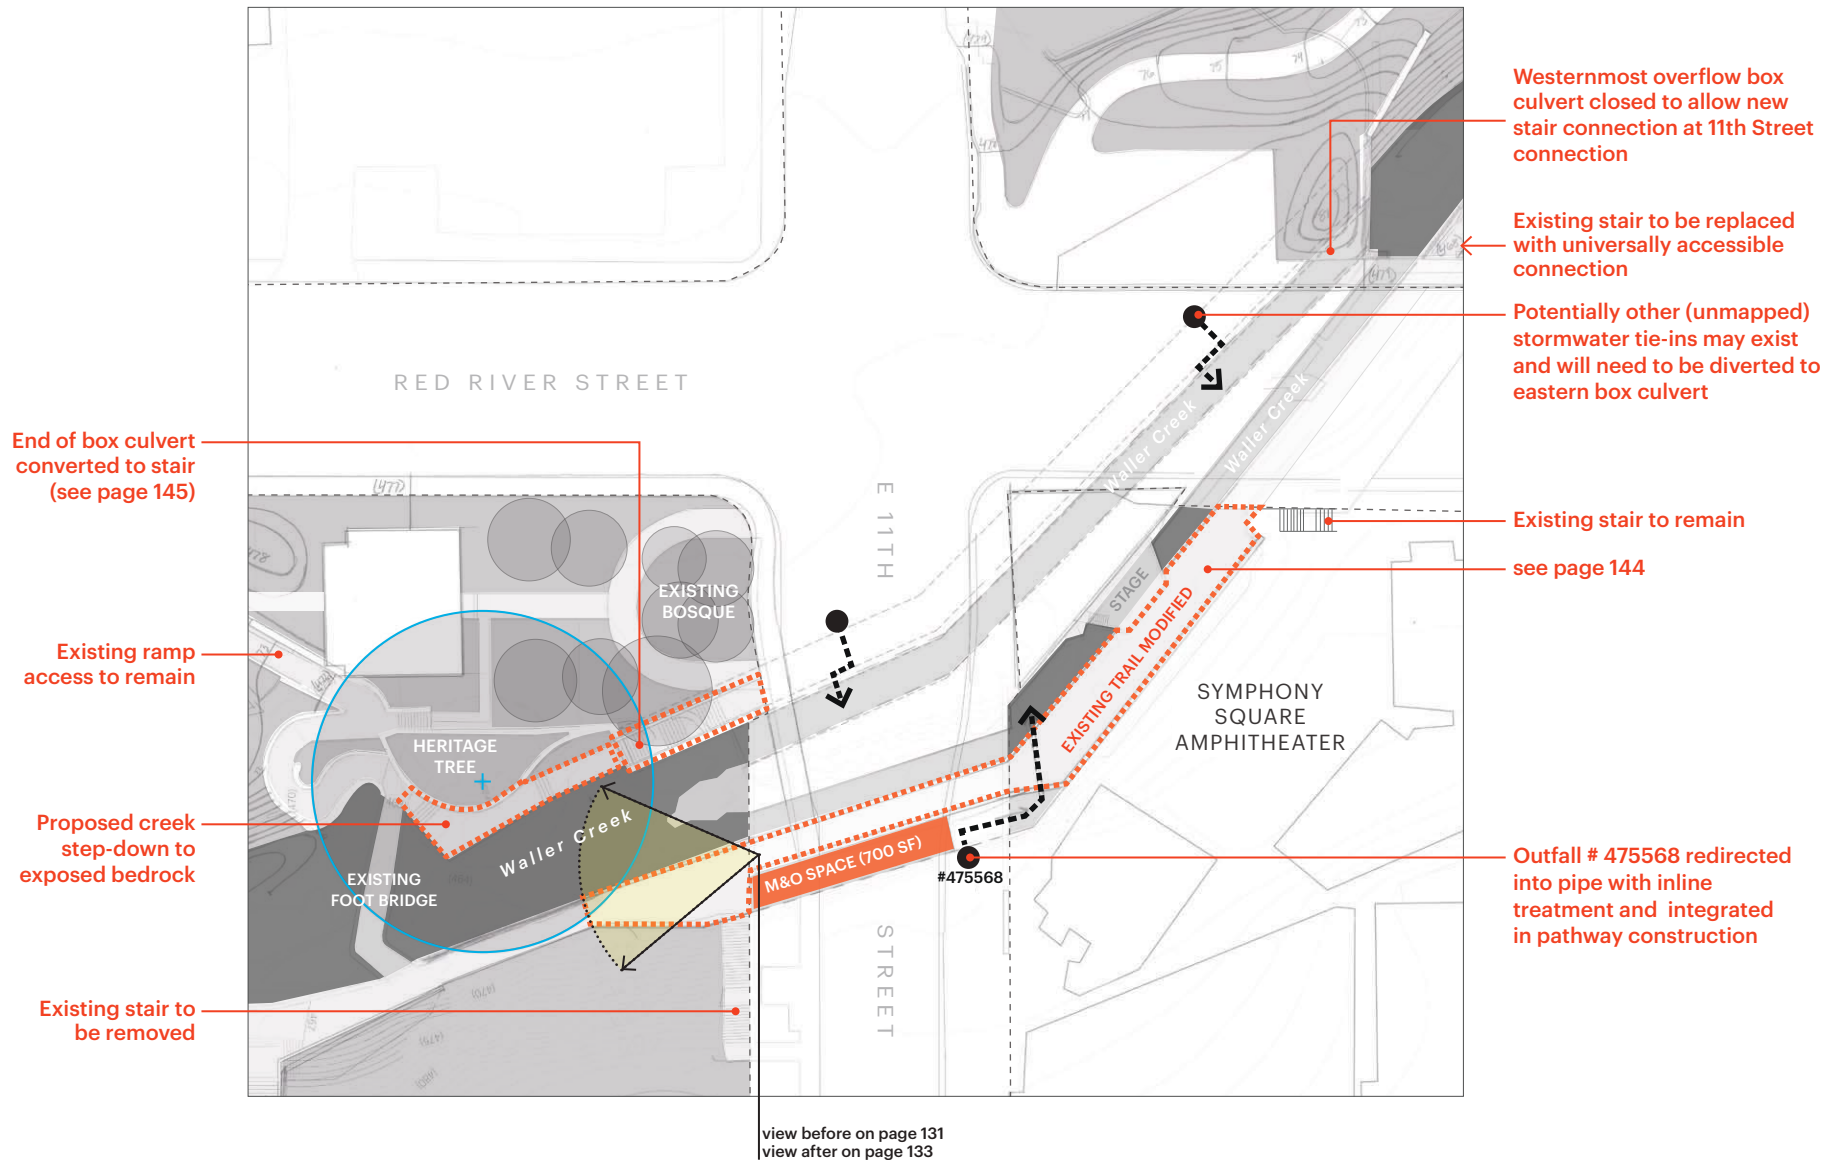 Westernmost overflow box
culvert closed to allow new
stair connection at 11th Street
connection
Existing stair to be replaced
with universally accessible
connection
Potentially other (unmapped)
stormwater tie-ins may exist
and will need to be diverted to
eastern box culvert
RED RIVER STREET
End of box culvert
converted to stair
(see page 145)
(477)
E 11TH
STREET
Waller Creek
Waller Creek
Existing stair to remain
see page 144
STAGE
EXISTING TRAIL MODIFIED
EXISTING
BOSQUE
Existing ramp
access to remain
SYMPHONY
SQUARE
AMPHITHEATER
HERITAGE
TREE
Proposed creek
step-down to
exposed bedrock
Waller Creek
EXISTING
FOOT BRIDGE
M&O SPACE (700 SF)
#475568
Outfall # 475568 redirected
into pipe with inline
treatment and integrated
in pathway construction
Existing stair to
be removed
(470)
(475)
(480)
view before on page 131
view after on page 133